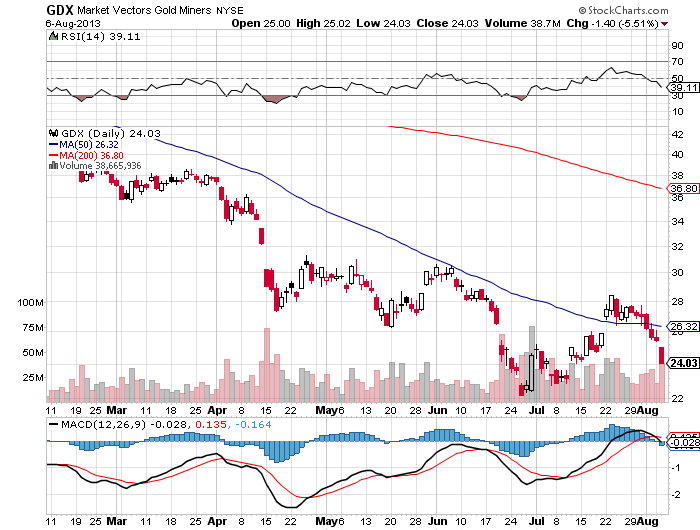 GDX Market Vectors Gold Miners NYSE © StockCharts.com
6-Aug-2013 Open 25.00 High 25.02 Low 24.03 Close 24.03 Volume 38.7M Chg -1.40 (-5.51%)
RSI(14) 39.11
90
70
50
39.11
30
10
GDX (Daily) 24.03
MA(50) 26.32
MA(200) 36.80
Volume 38,665,936
42
40
38
36.80
36
34
32
30
28
26.32
26
24.03
22
100M
75M
50M
25M
11 19 25 Mar 11 18 25 Apr 8 15 22 May 6 13 20 28 Jun 10 17 24 Jul 8 15 22 29 Aug
MACD(12,26,9) -0.028, 0.135, -0.164
-0.028
-1
-2
11 19 25 Mar 11 18 25 Apr 8 15 22 May 6 13 20 28 Jun 10 17 24 Jul 8 15 22 29 Aug